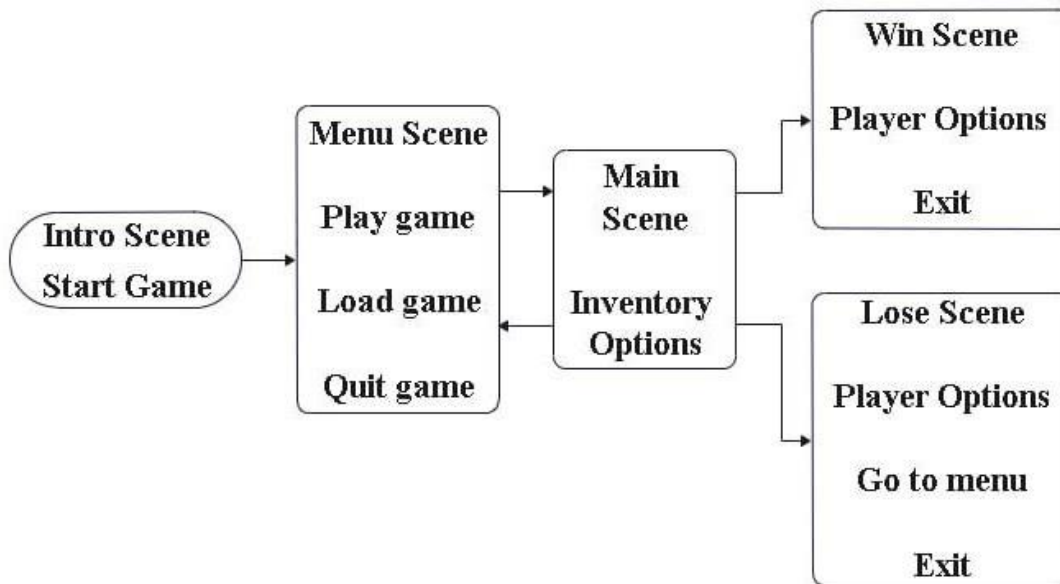 Intro Scene
Start Game
Menu Scene
Play game
Load game
Quit game
Main
Scene
Inventory
Options
Win Scene
Player Options
Exit
Lose Scene
Player Options
Go to menu
Exit